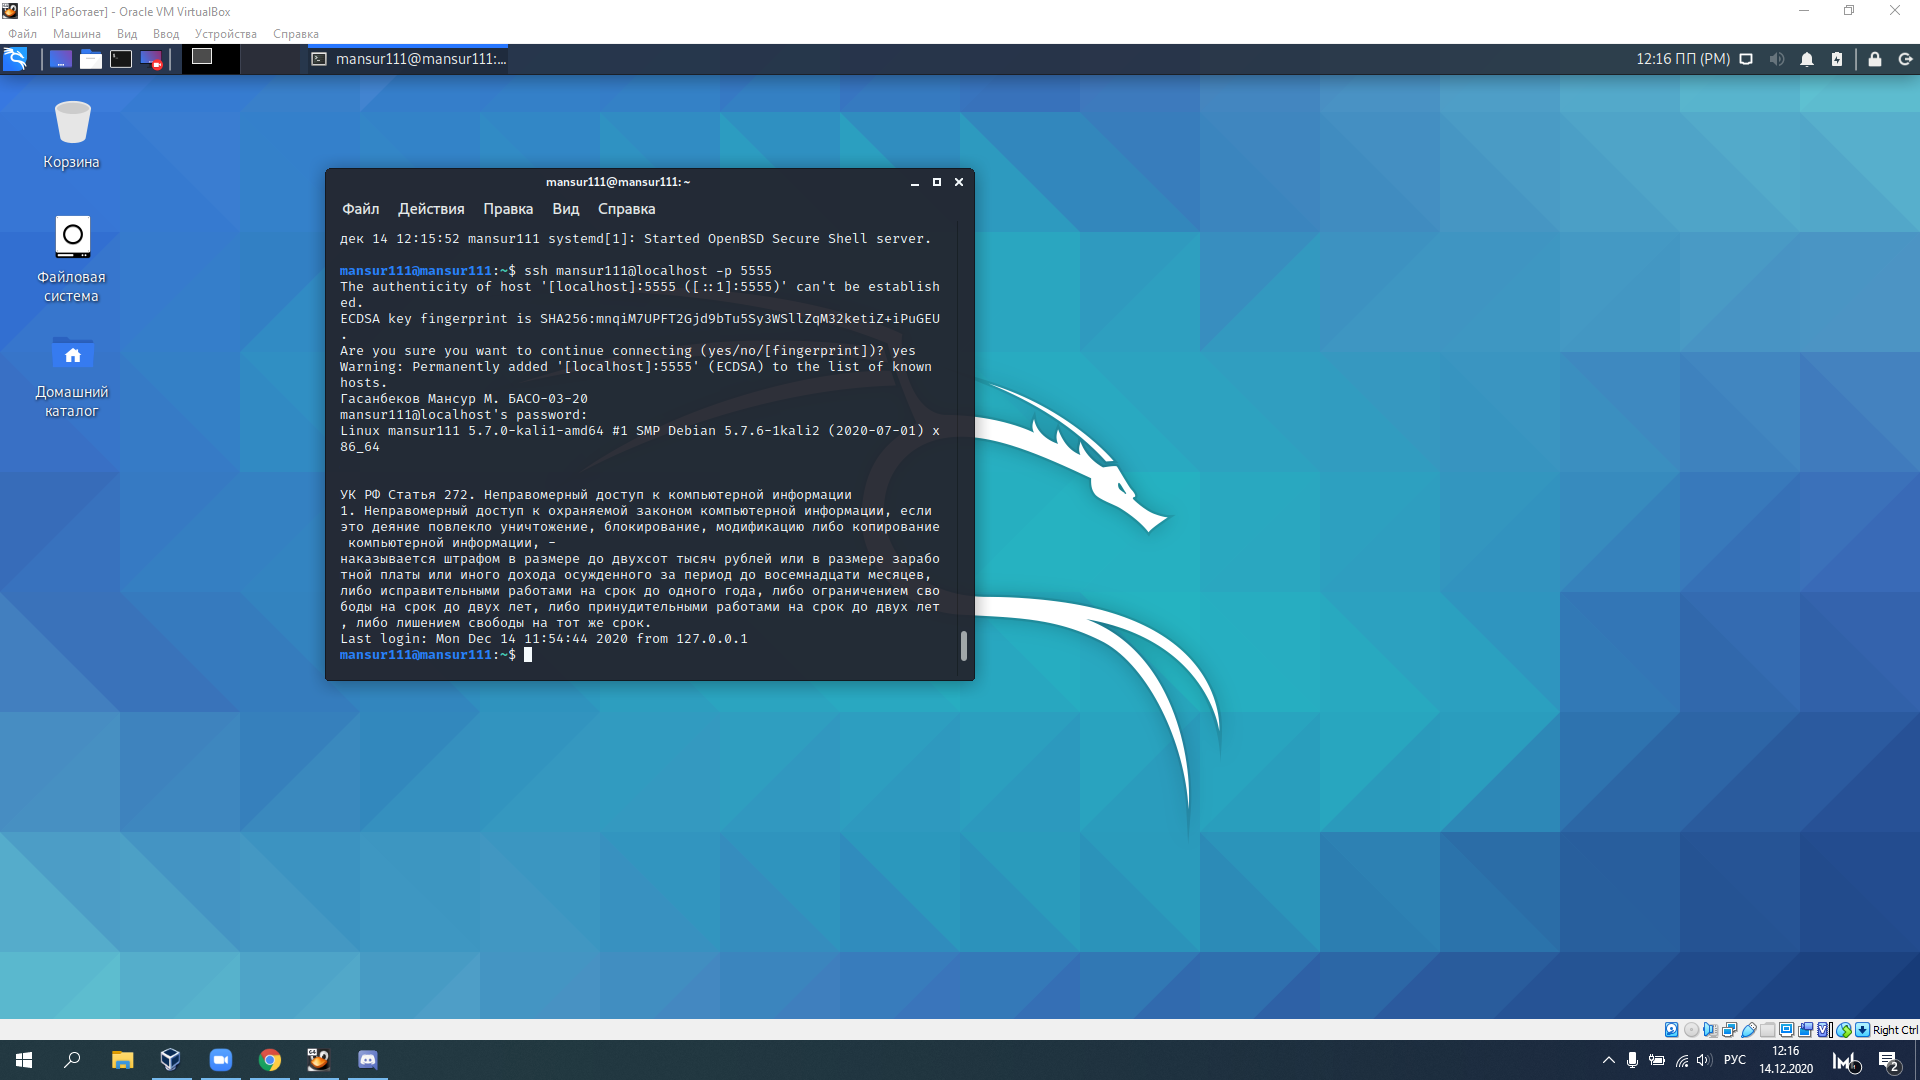 Kali1 [Работает] - Oracle VM VirtualBox
Файл Машина Вид Ввод Устройства Справка
mansur111@mansur111:...
12:16 ПП (PM)
Корзина
Файловая
система
Домашний
каталог
mansur111@mansur111: ~
Файл Действия Правка Вид Справка
дек 14 12:15:52 mansur111 systemd[1]: Started OpenBSD Secure Shell server.
mansur111@mansur111:~$ ssh mansur111@localhost -p 5555
The authenticity of host '[localhost]:5555 ([::1]:5555)' can't be establish
ed.
ECDSA key fingerprint is SHA256:mnqiM7UPFT2Gjd9bTu5Sy3WSllZqM32ketiZ+iPuGEU
.
Are you sure you want to continue connecting (yes/no/[fingerprint])? yes
Warning: Permanently added '[localhost]:5555' (ECDSA) to the list of known
hosts.
Гасанбеков Мансур М. БАСО-03-20
mansur111@localhost's password:
Linux mansur111 5.7.0-kali1-amd64 #1 SMP Debian 5.7.6-1kali2 (2020-07-01) x
86_64
УК РФ Статья 272. Неправомерный доступ к компьютерной информации
1. Неправомерный доступ к охраняемой законом компьютерной информации, если
это деяние повлекло уничтожение, блокирование, модификацию либо копирование
компьютерной информации, -
наказывается штрафом в размере до двухсот тысяч рублей или в размере зарабо
тной платы или иного дохода осужденного за период до восемнадцати месяцев,
либо исправительными работами на срок до одного года, либо ограничением сво
боды на срок до двух лет, либо принудительными работами на срок до двух лет
, либо лишением свободы на тот же срок.
Last login: Mon Dec 14 11:54:44 2020 from 127.0.0.1
mansur111@mansur111:~$
Right Ctrl
РУС
12:16
14.12.2020
2